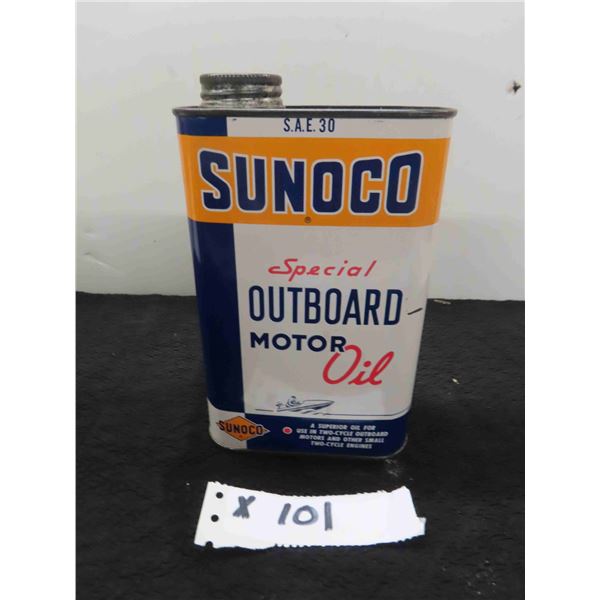 S.A.E. 30
SUNOCO
®
Special
OUTBOARD
MOTOR
Oil
SUNOCO
A SUPERIOR OIL FOR
USE IN TWO-CYCLE OUTBOARD
MOTORS AND OTHER SMALL
TWO-CYCLE ENGINES
X 101